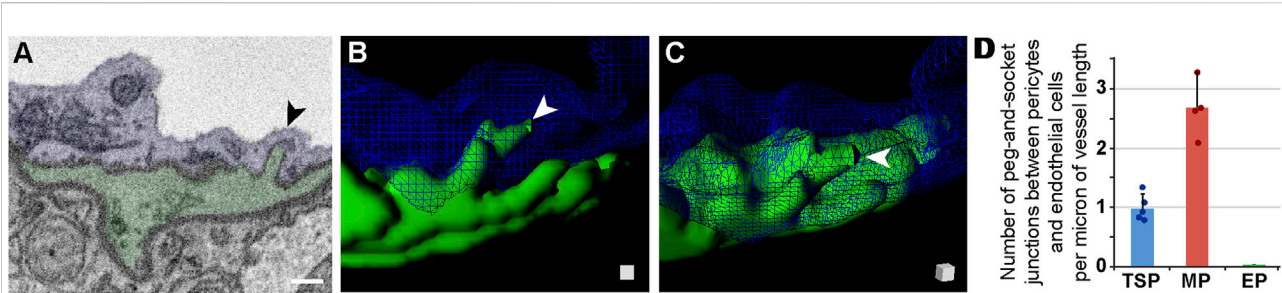 A
B
C
D
Number of peg-and-socket
junctions between pericytes
and endothelial cells
per micron of vessel length
3
2
1
0
TSP
MP
EP